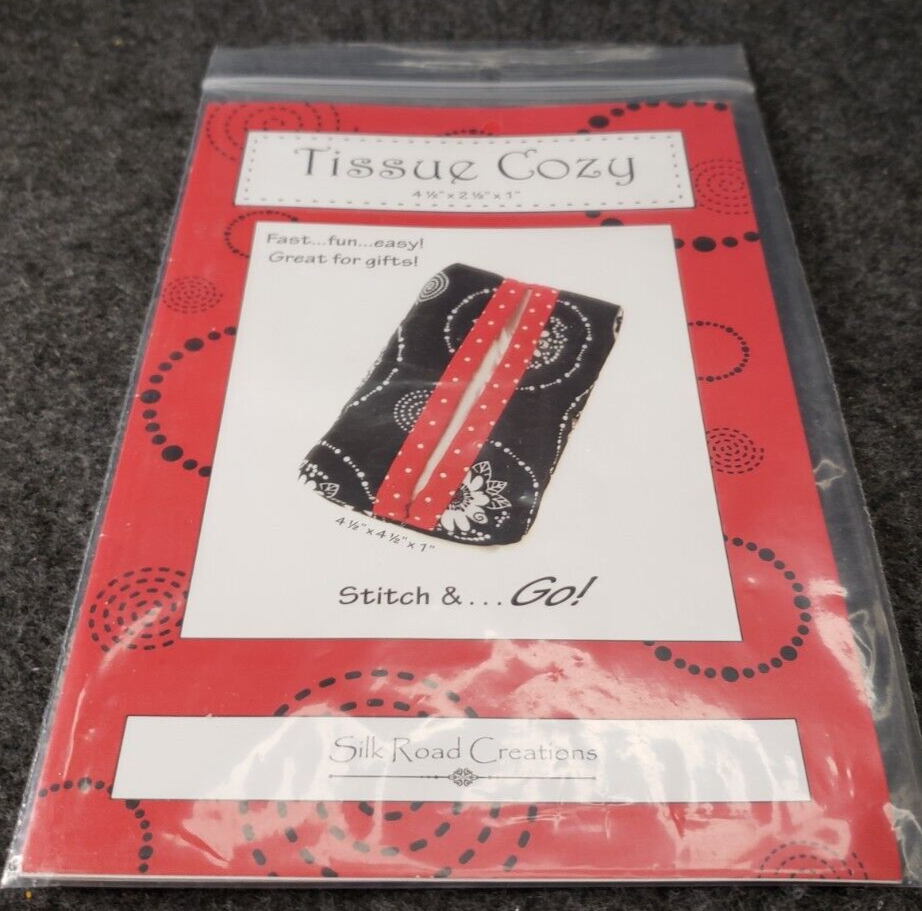 Tissue Cozy
4 ½" x 2 ½" x 1"
Fast...fun...easy!
Great for gifts!
4 ½" x 4 ½" x 1"
Stitch &... Go!
Silk Road Creations